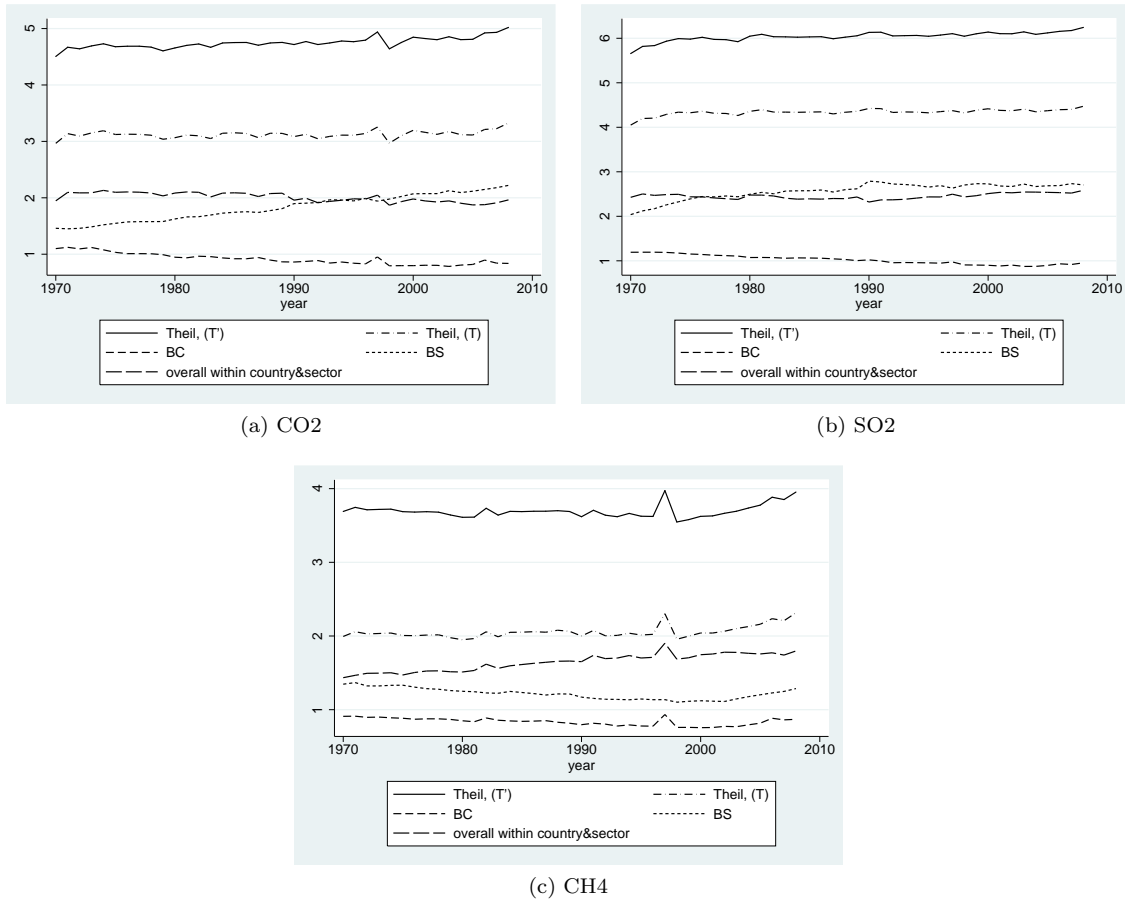 5
4
3
2
1
1970 1980 1990 2000 2010
year
Theil, (T') Theil, (T)
BC BS
overall within country&sector
(a) CO2
6
5
4
3
2
1
1970 1980 1990 2000 2010
year
Theil, (T') Theil, (T)
BC BS
overall within country&sector
(b) SO2
4
3
2
1
1970 1980 1990 2000 2010
year
Theil, (T') Theil, (T)
BC BS
overall within country&sector
(c) CH4